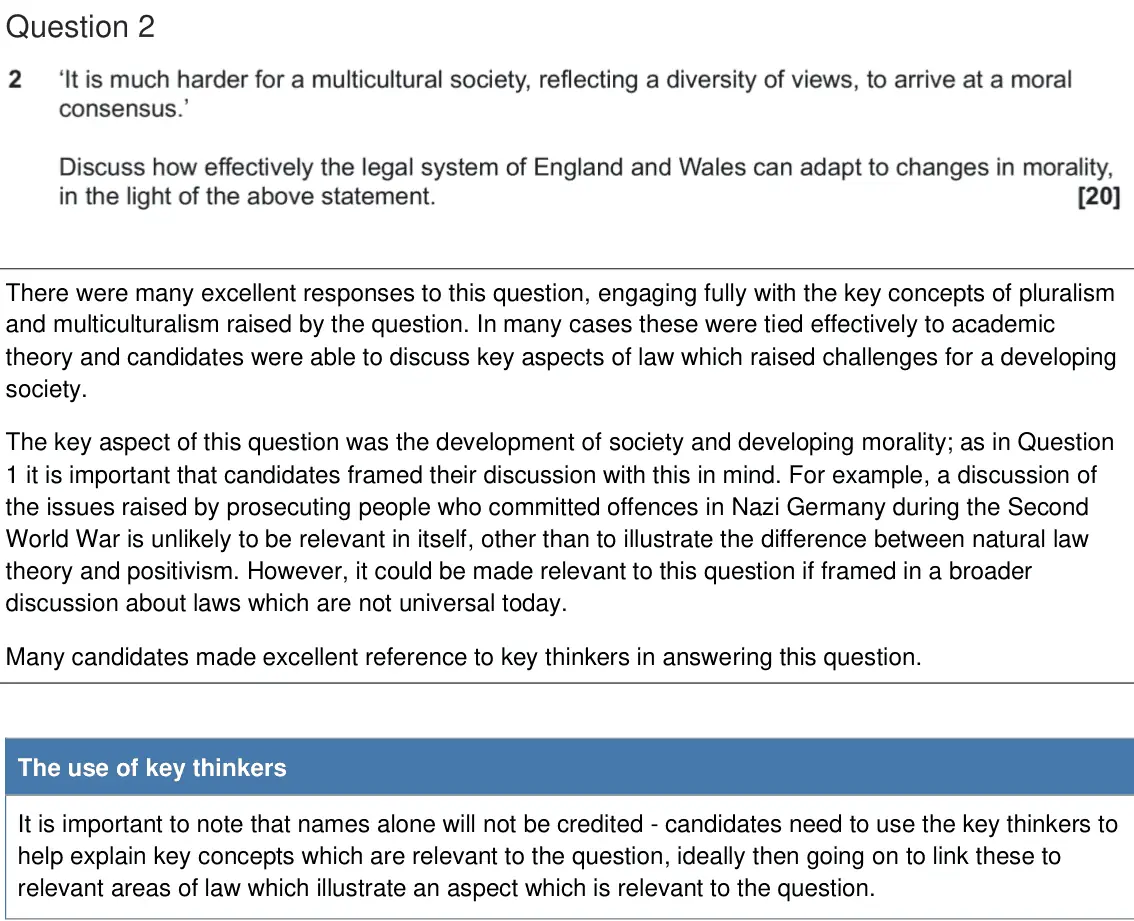 Question 2
2 ‘It is much harder for a multicultural society, reflecting a diversity of views, to arrive at a moral
consensus.’
Discuss how effectively the legal system of England and Wales can adapt to changes in morality,
in the light of the above statement. [20]
There were many excellent responses to this question, engaging fully with the key concepts of pluralism
and multiculturalism raised by the question. In many cases these were tied effectively to academic
theory and candidates were able to discuss key aspects of law which raised challenges for a developing
society.
The key aspect of this question was the development of society and developing morality; as in Question
1 it is important that candidates framed their discussion with this in mind. For example, a discussion of
the issues raised by prosecuting people who committed offences in Nazi Germany during the Second
World War is unlikely to be relevant in itself, other than to illustrate the difference between natural law
theory and positivism. However, it could be made relevant to this question if framed in a broader
discussion about laws which are not universal today.
Many candidates made excellent reference to key thinkers in answering this question.
The use of key thinkers
It is important to note that names alone will not be credited - candidates need to use the key thinkers to
help explain key concepts which are relevant to the question, ideally then going on to link these to
relevant areas of law which illustrate an aspect which is relevant to the question.